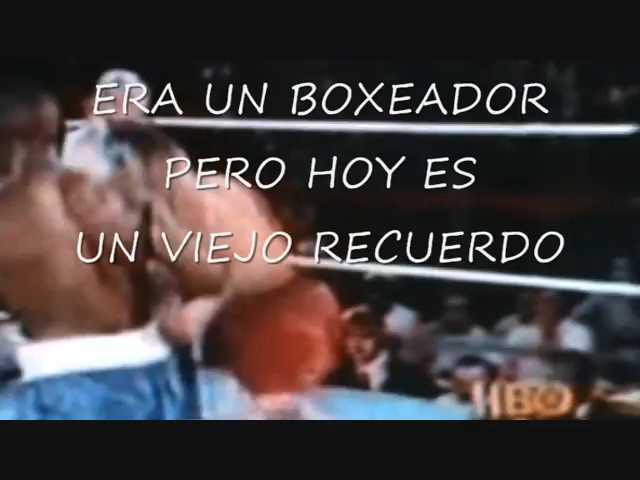 ERA UN BOXEADOR
PERO HOY ES
UN VIEJO RECUERDO
HBO